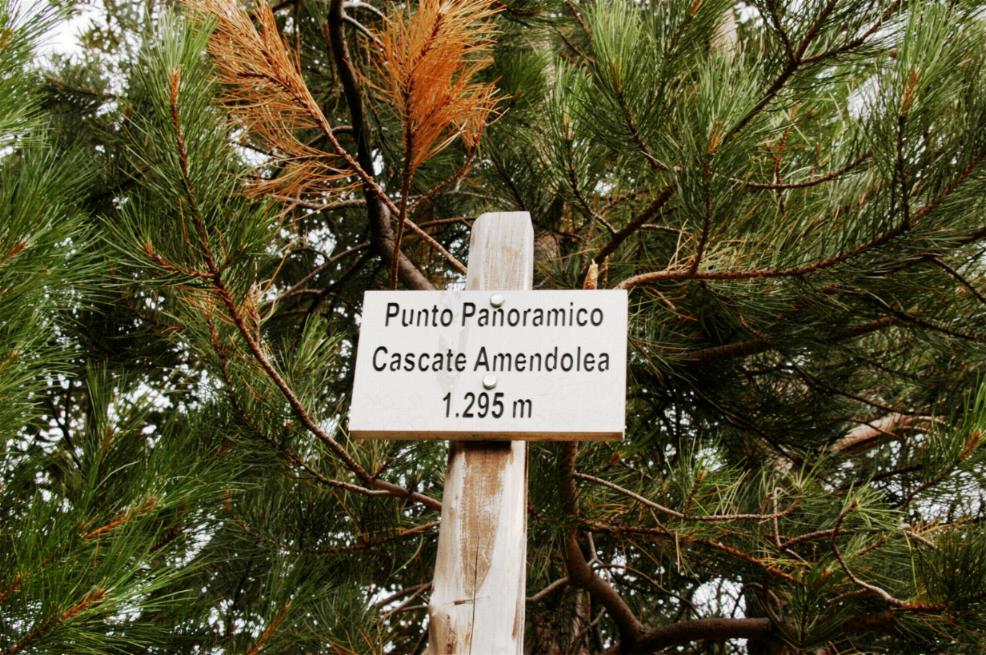 Punto Panoramico
Cascate Amendolea
1.295 m